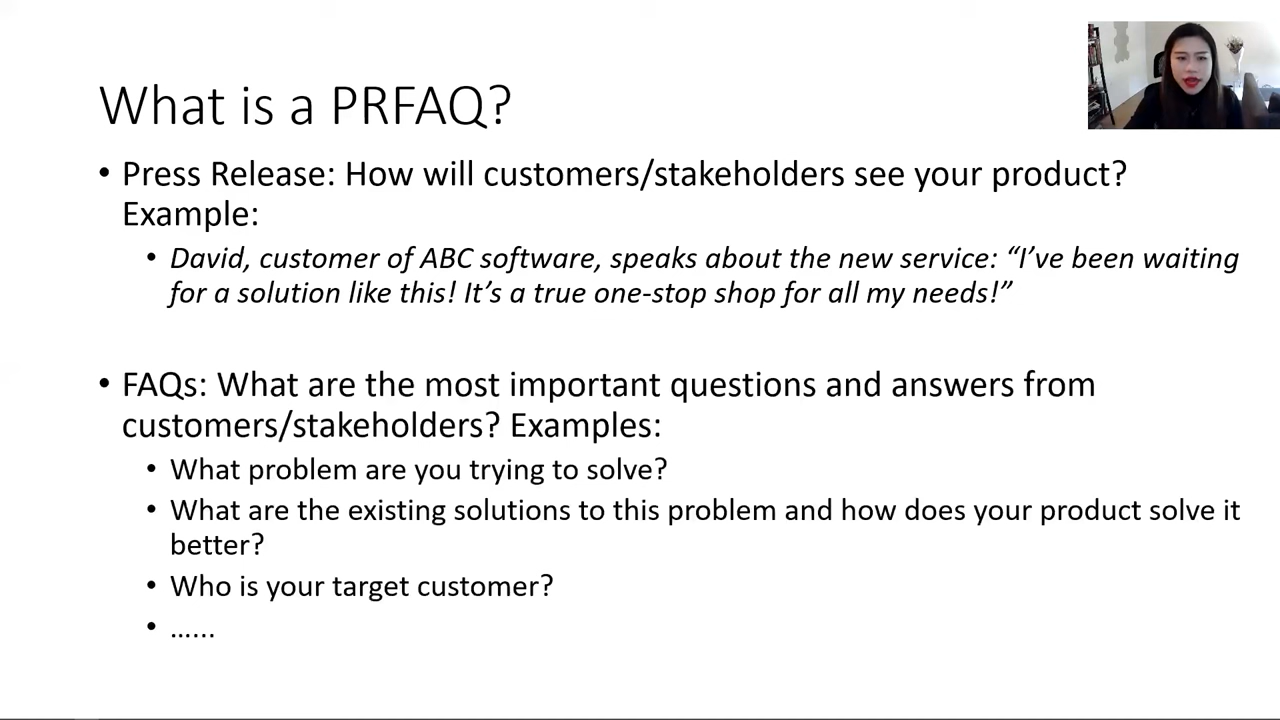 What is a PRFAQ?
• Press Release: How will customers/stakeholders see your product?
Example:
• David, customer of ABC software, speaks about the new service: “I’ve been waiting
for a solution like this! It’s a true one-stop shop for all my needs!”
• FAQs: What are the most important questions and answers from
customers/stakeholders? Examples:
• What problem are you trying to solve?
• What are the existing solutions to this problem and how does your product solve it
better?
• Who is your target customer?
• …...